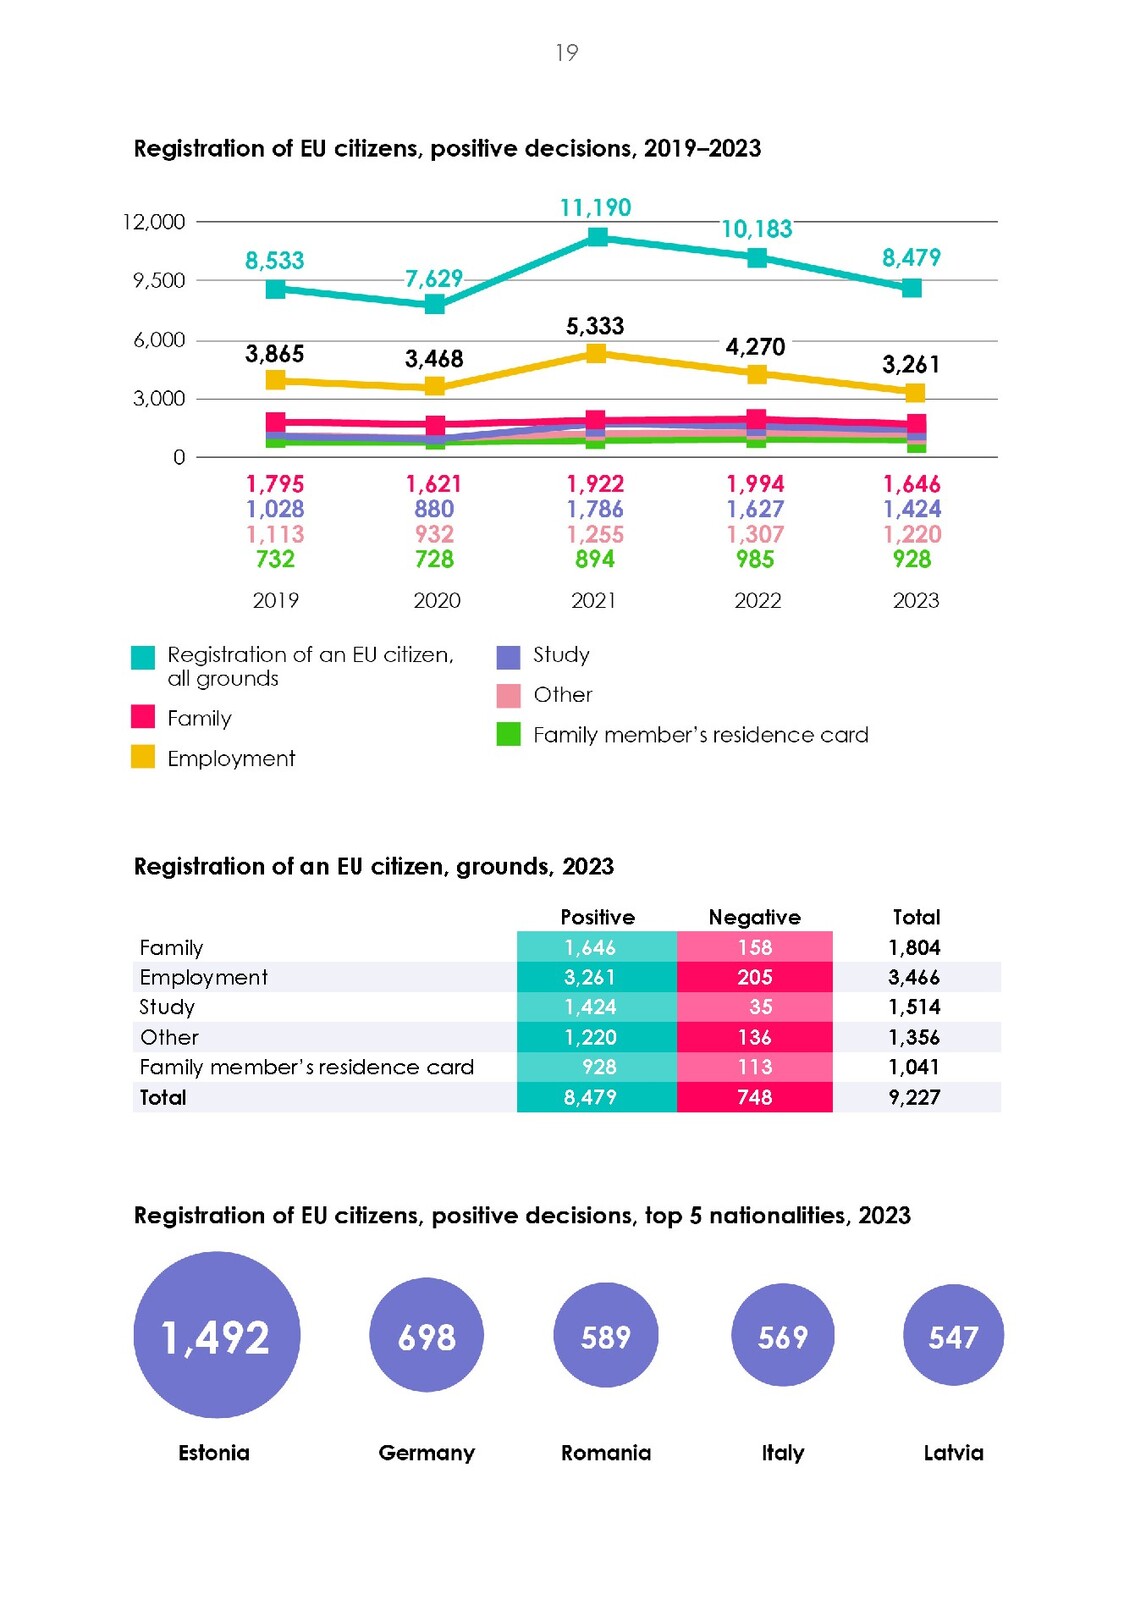 19
Registration of EU citizens, positive decisions, 2019–2023
12,000
9,500
6,000
3,000
0
8,533
7,629
11,190
10,183
8,479
3,865
3,468
5,333
4,270
3,261
1,795 1,621 1,922 1,994 1,646
1,028 880 1,786 1,627 1,424
1,113 932 1,255 1,307 1,220
732 728 894 985 928
2019 2020 2021 2022 2023
Registration of an EU citizen,
all grounds
Family
Employment
Study
Other
Family member’s residence card
Registration of an EU citizen, grounds, 2023
Positive Negative Total
Family 1,646 158 1,804
Employment 3,261 205 3,466
Study 1,424 35 1,514
Other 1,220 136 1,356
Family member’s residence card 928 113 1,041
Total 8,479 748 9,227
Registration of EU citizens, positive decisions, top 5 nationalities, 2023
1,492 698 589 569 547
Estonia Germany Romania Italy Latvia